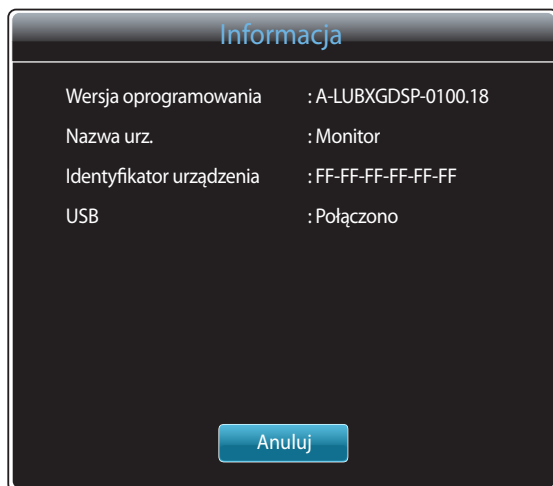 Informacja
Wersja oprogramowania : A-LUBXGDSP-0100.18
Nazwa urz. : Monitor
Identyfikator urządzenia : FF-FF-FF-FF-FF-FF
USB : Połączono
Anuluj